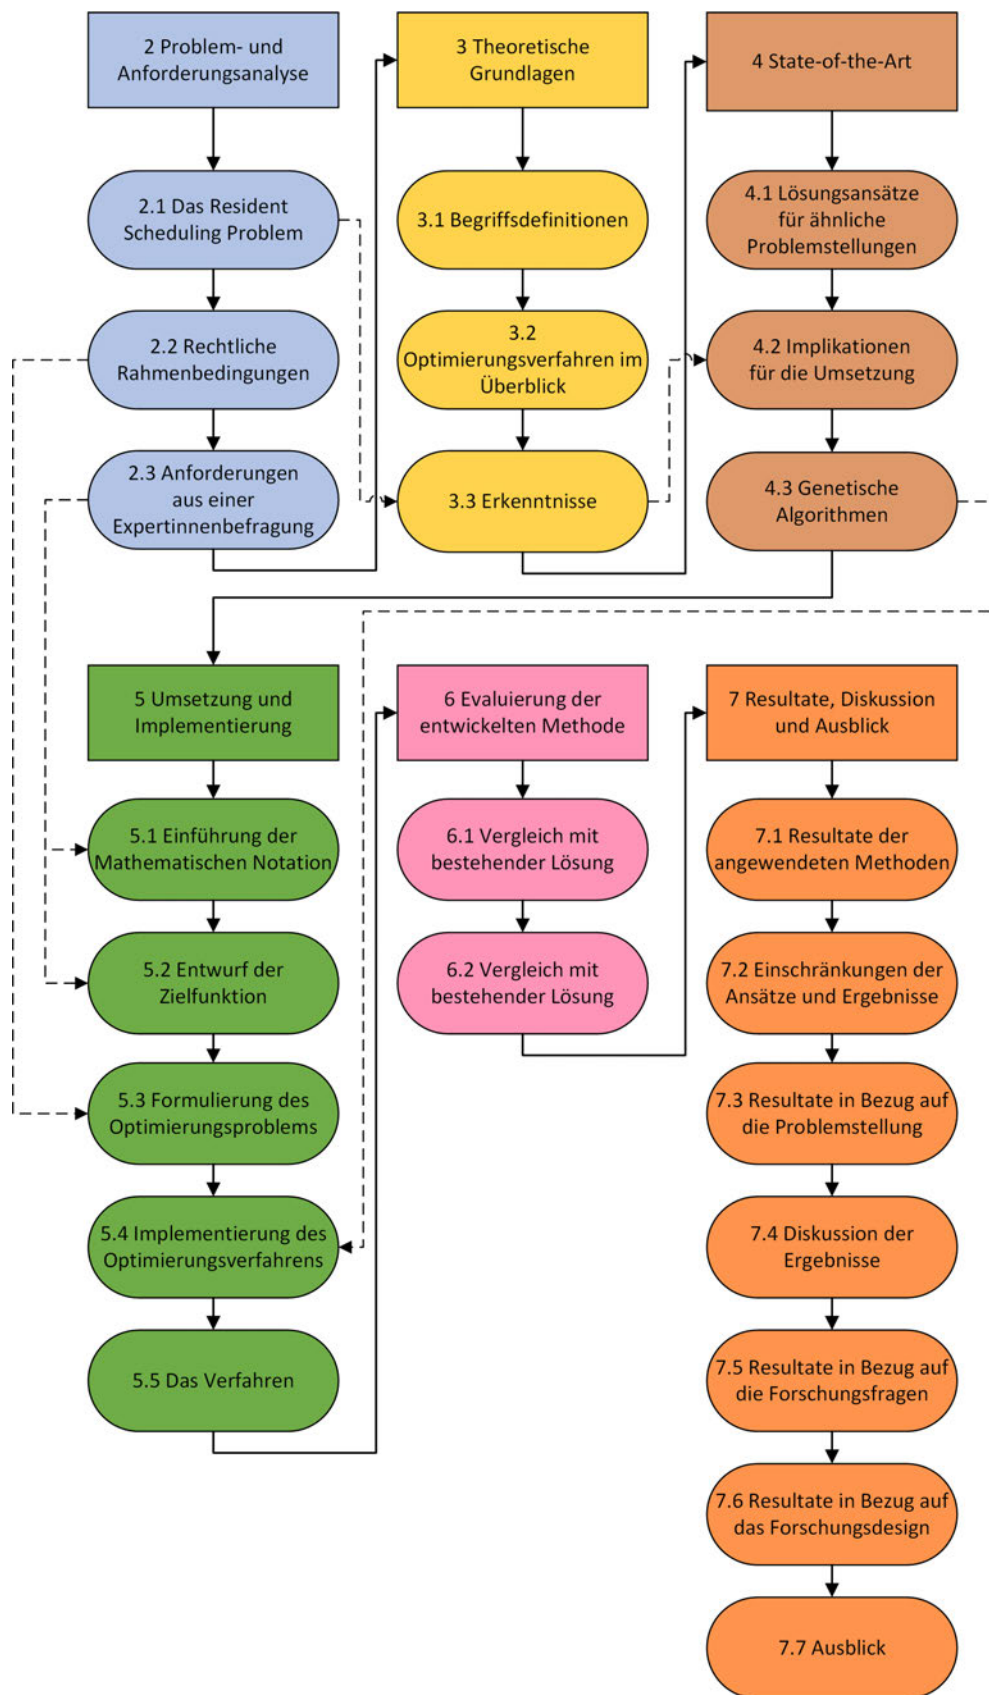 2 Problem- und
Anforderungsanalyse
2.1 Das Resident
Scheduling Problem
2.2 Rechtliche
Rahmenbedingungen
2.3 Anforderungen
aus einer
Expertinnenbefragung
3 Theoretische
Grundlagen
3.1 Begriffsdefinitionen
3.2
Optimierungsverfahren im
Überblick
3.3 Erkenntnisse
4 State-of-the-Art
4.1 Lösungsansätze
für ähnliche
Problemstellungen
4.2 Implikationen
für die Umsetzung
4.3 Genetische
Algorithmen
5 Umsetzung und
Implementierung
5.1 Einführung der
Mathematischen Notation
5.2 Entwurf der
Zielfunktion
5.3 Formulierung des
Optimierungsproblems
5.4 Implementierung des
Optimierungsverfahrens
5.5 Das Verfahren
6 Evaluierung der
entwickelten Methode
6.1 Vergleich mit
bestehender Lösung
6.2 Vergleich mit
bestehender Lösung
7 Resultate, Diskussion
und Ausblick
7.1 Resultate der
angewendeten Methoden
7.2 Einschränkungen der
Ansätze und Ergebnisse
7.3 Resultate in Bezug auf
die Problemstellung
7.4 Diskussion der
Ergebnisse
7.5 Resultate in Bezug auf
die Forschungsfragen
7.6 Resultate in Bezug auf
das Forschungsdesign
7.7 Ausblick